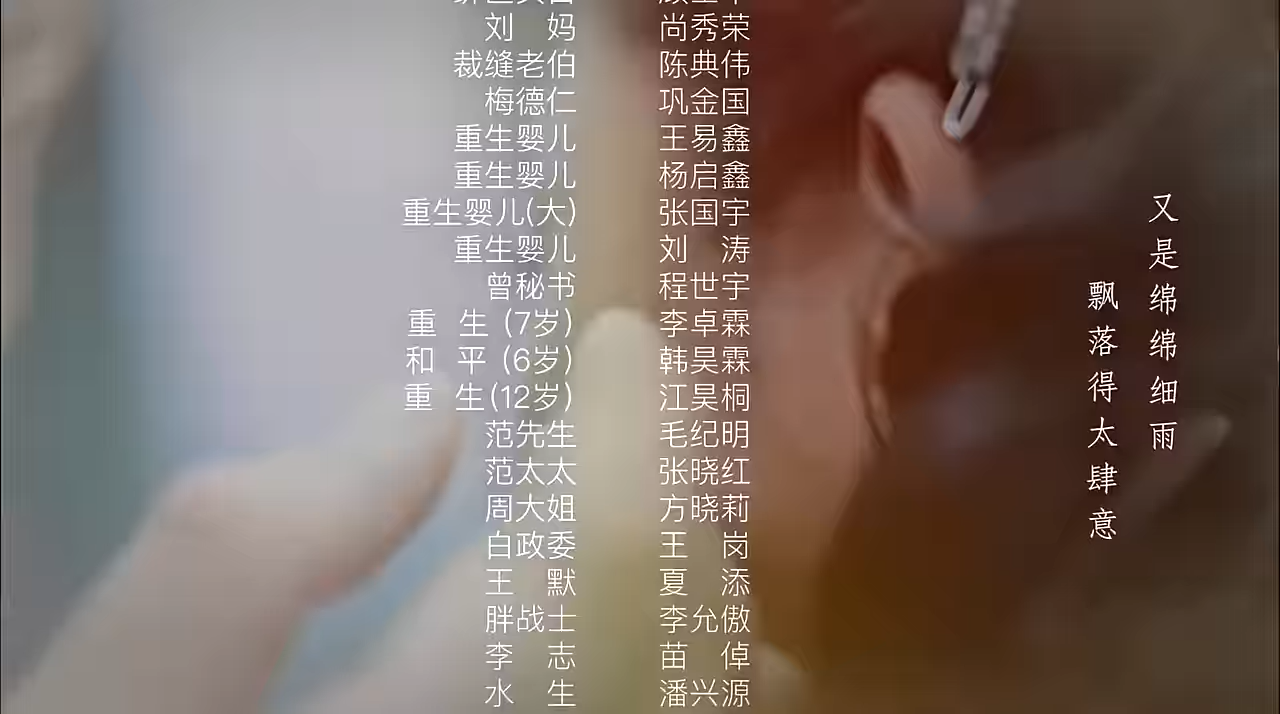 刘 妈 尚秀荣
裁缝老伯 陈典伟
梅德仁 巩金国
重生婴儿 王易鑫
重生婴儿 杨启鑫
重生婴儿(大) 张国宇
重生婴儿 刘 涛
曾秘书 程世宇
重 生 (7岁) 李卓霖
和 平 (6岁) 韩昊霖
重 生(12岁) 江昊桐
范先生 毛纪明
范太太 张晓红
周大姐 方晓莉
白政委 王 岗
王 默 夏 添
胖战士 李允傲
李 志 苗 倬
水 生 潘兴源
又是绵绵细雨
飘落得太肆意